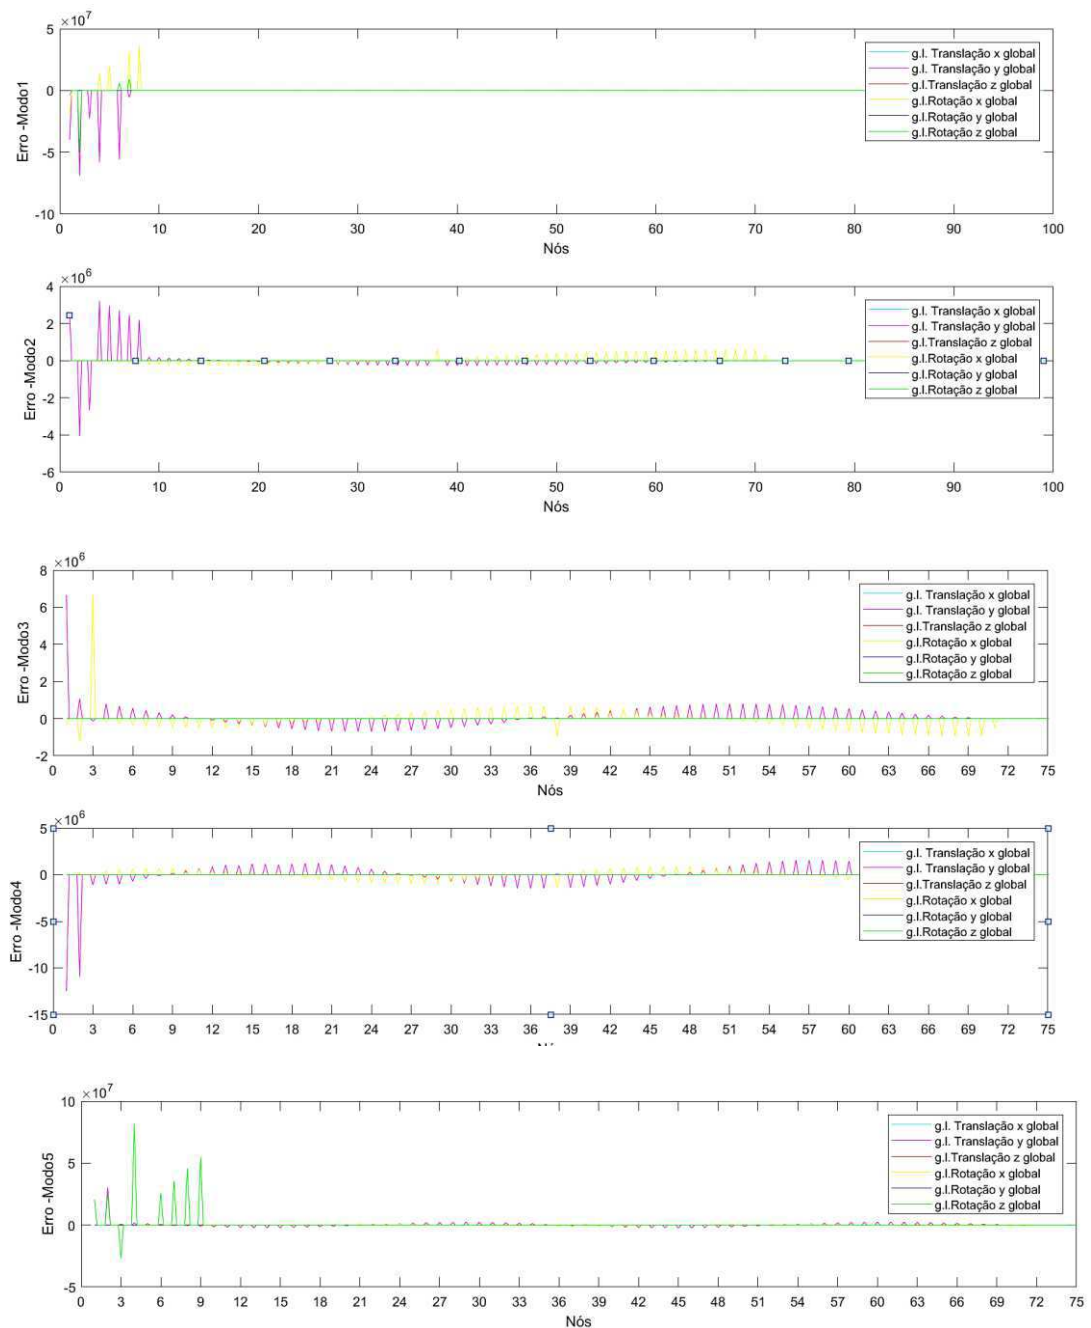 ×10⁷
5
0
-5
-10
Erro -Modo1
g.l. Translação x global
g.l. Translação y global
g.l.Translação z global
g.l.Rotação x global
g.l.Rotação y global
g.l.Rotação z global
0 10 20 30 40 50 60 70 80 90 100
Nós
×10⁶
4
2
0
-2
-4
-6
Erro -Modo2
g.l. Translação x global
g.l. Translação y global
g.l.Translação z global
g.l.Rotação x global
g.l.Rotação y global
g.l.Rotação z global
0 10 20 30 40 50 60 70 80 90 100
Nós
×10⁶
8
6
4
2
0
-2
Erro -Modo3
g.l. Translação x global
g.l. Translação y global
g.l.Translação z global
g.l.Rotação x global
g.l.Rotação y global
g.l.Rotação z global
0 3 6 9 12 15 18 21 24 27 30 33 36 39 42 45 48 51 54 57 60 63 66 69 72 75
Nós
×10⁶
5
0
-5
-10
-15
Erro -Modo4
g.l. Translação x global
g.l. Translação y global
g.l.Translação z global
g.l.Rotação x global
g.l.Rotação y global
g.l.Rotação z global
0 3 6 9 12 15 18 21 24 27 30 33 36 39 42 45 48 51 54 57 60 63 66 69 72 75
×10⁷
10
5
0
-5
Erro -Modo5
g.l. Translação x global
g.l. Translação y global
g.l.Translação z global
g.l.Rotação x global
g.l.Rotação y global
g.l.Rotação z global
0 3 6 9 12 15 18 21 24 27 30 33 36 39 42 45 48 51 54 57 60 63 66 69 72 75
Nós